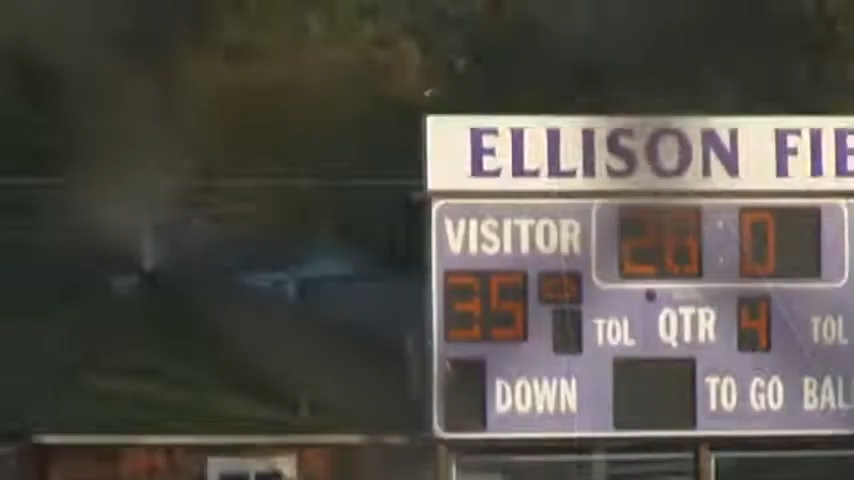 ELLISON FIE
VISITOR 26:0
35 TOL QTR 4 TOL
DOWN TO GO BAL